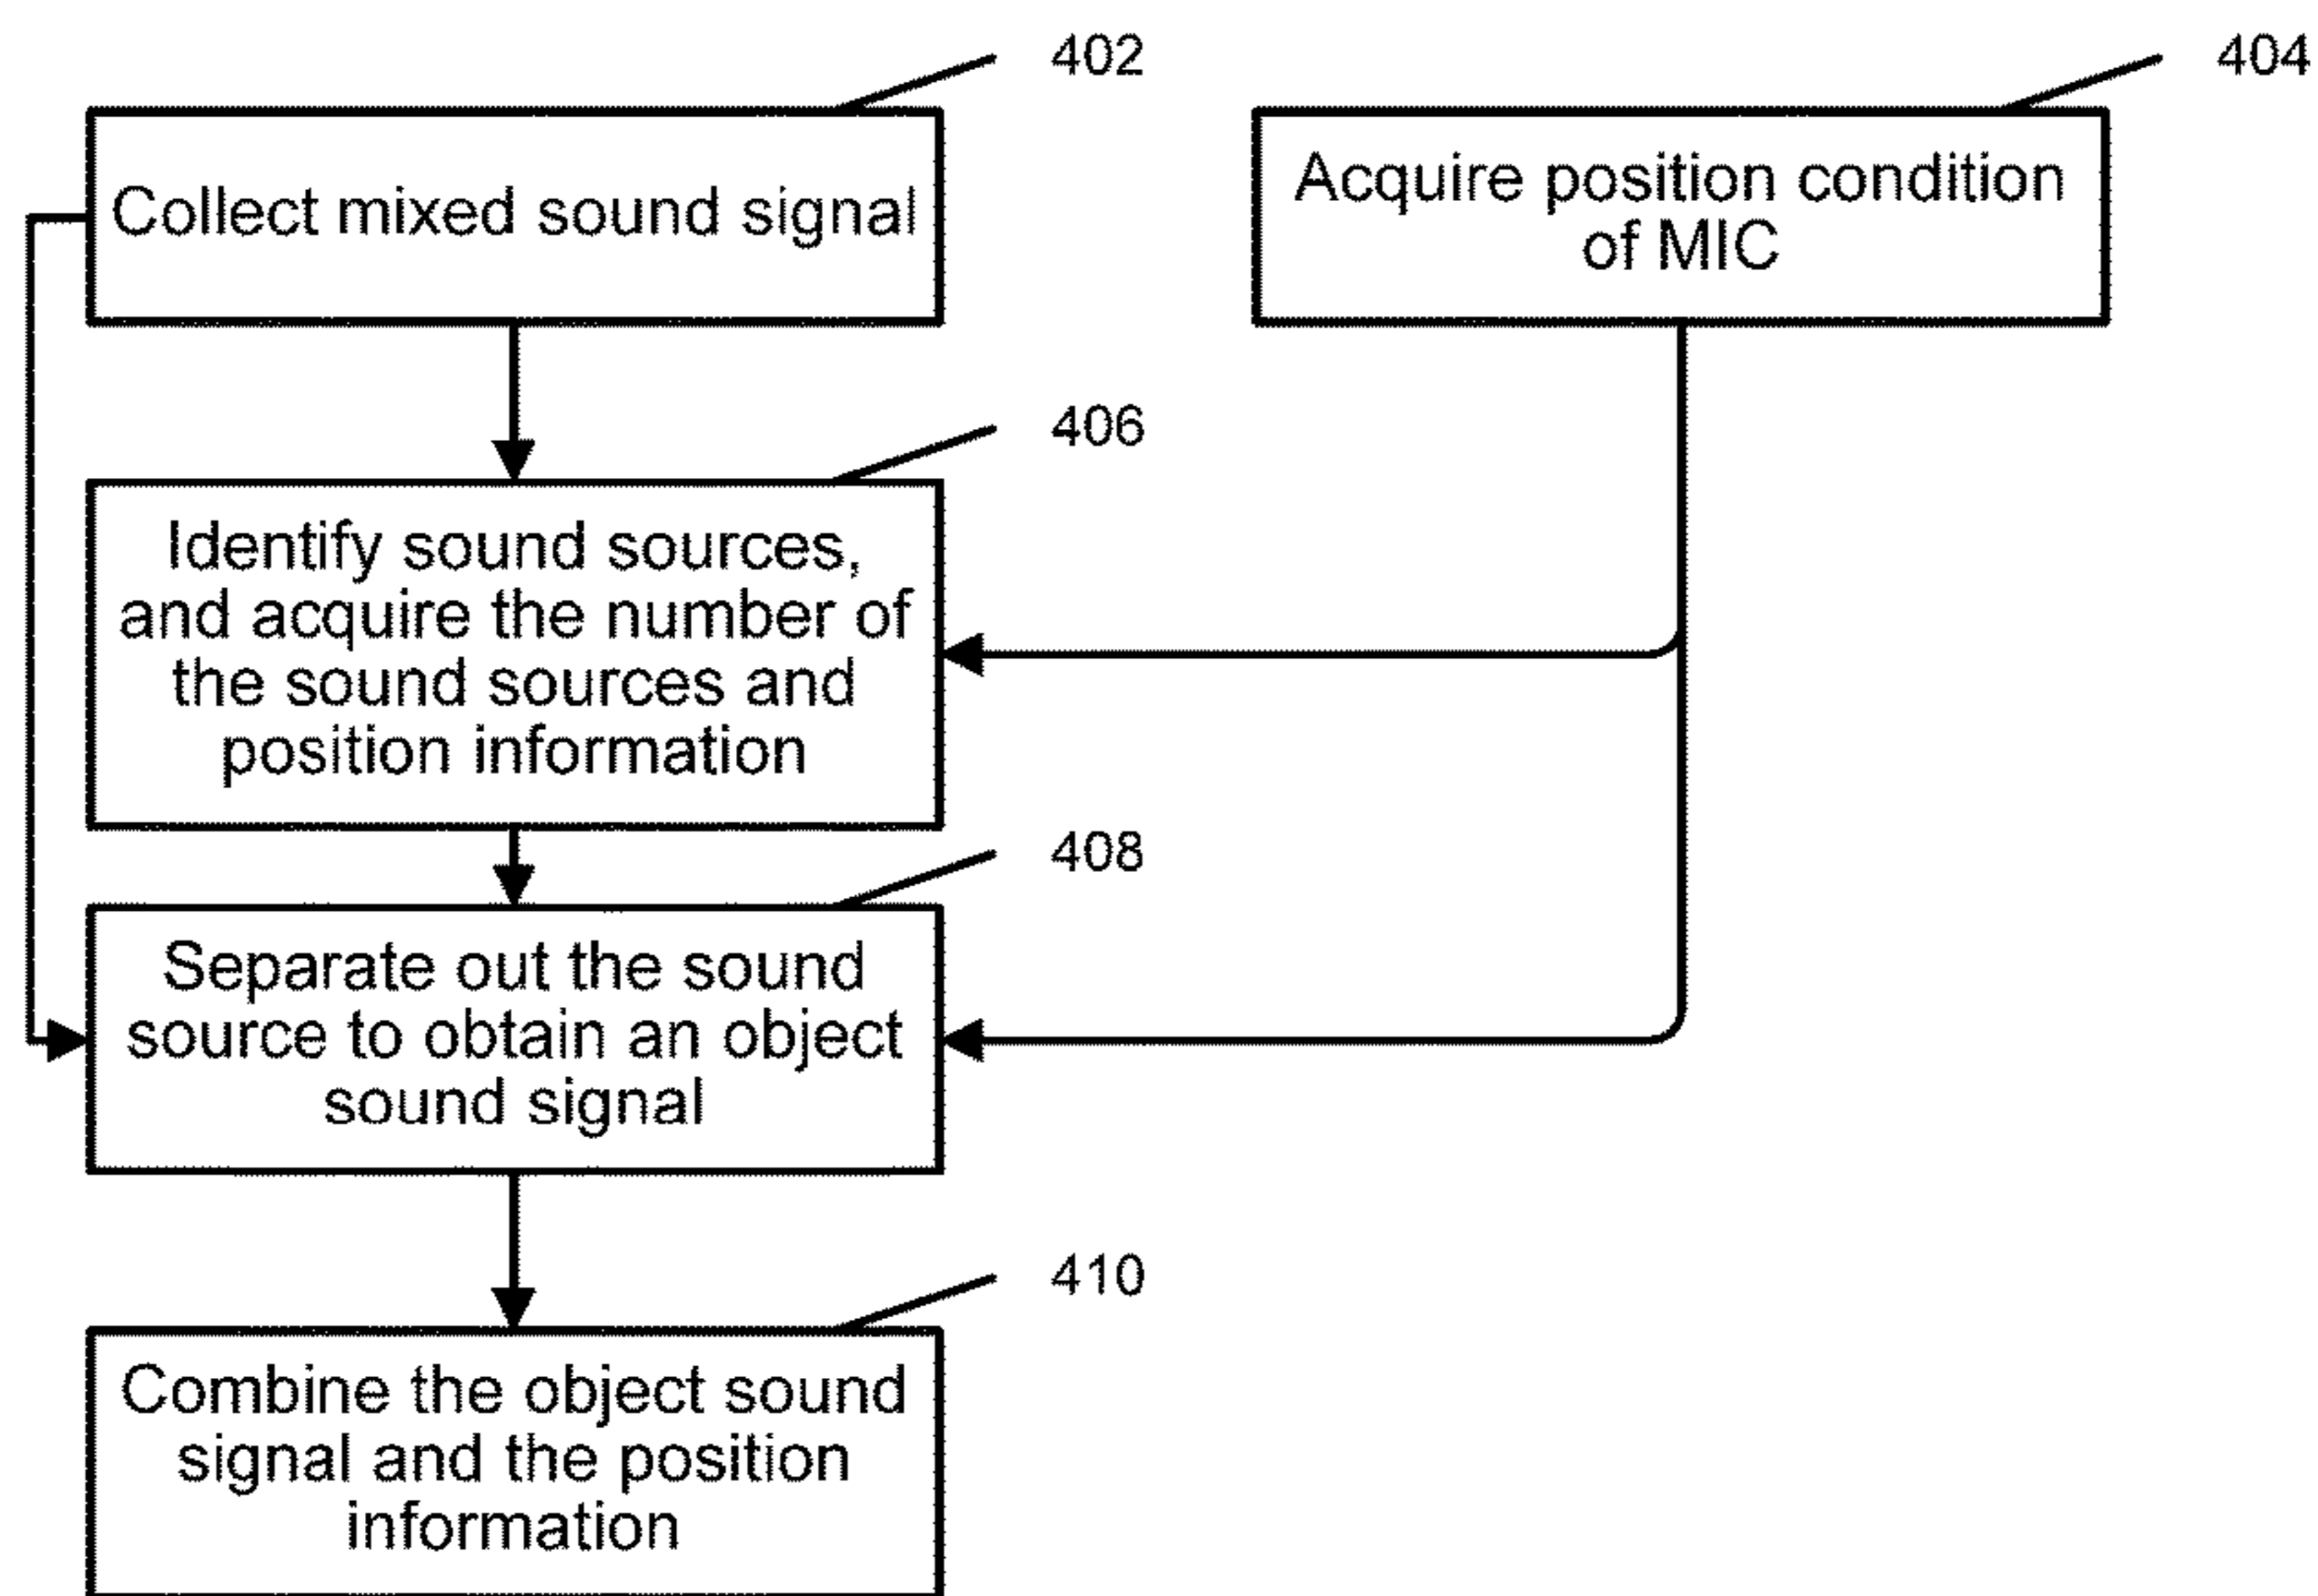 402
404
Collect mixed sound signal
Acquire position condition
of MIC
406
Identify sound sources,
and acquire the number of
the sound sources and
position information
408
Separate out the sound
source to obtain an object
sound signal
410
Combine the object sound
signal and the position
information